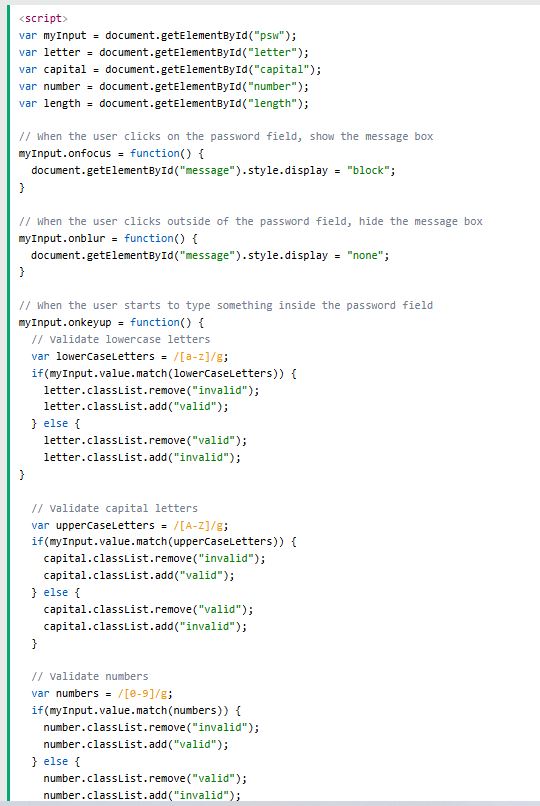 <script>
var myInput = document.getElementById("psw");
var letter = document.getElementById("letter");
var capital = document.getElementById("capital");
var number = document.getElementById("number");
var length = document.getElementById("length");

// When the user clicks on the password field, show the message box
myInput.onfocus = function() {
  document.getElementById("message").style.display = "block";
}

// When the user clicks outside of the password field, hide the message box
myInput.onblur = function() {
  document.getElementById("message").style.display = "none";
}

// When the user starts to type something inside the password field
myInput.onkeyup = function() {
  // Validate lowercase letters
  var lowerCaseLetters = /[a-z]/g;
  if(myInput.value.match(lowerCaseLetters)) {
    letter.classList.remove("invalid");
    letter.classList.add("valid");
  } else {
    letter.classList.remove("valid");
    letter.classList.add("invalid");
}

  // Validate capital letters
  var upperCaseLetters = /[A-Z]/g;
  if(myInput.value.match(upperCaseLetters)) {
    capital.classList.remove("invalid");
    capital.classList.add("valid");
  } else {
    capital.classList.remove("valid");
    capital.classList.add("invalid");
  }

  // Validate numbers
  var numbers = /[0-9]/g;
  if(myInput.value.match(numbers)) {
    number.classList.remove("invalid");
    number.classList.add("valid");
  } else {
    number.classList.remove("valid");
    number.classList.add("invalid");